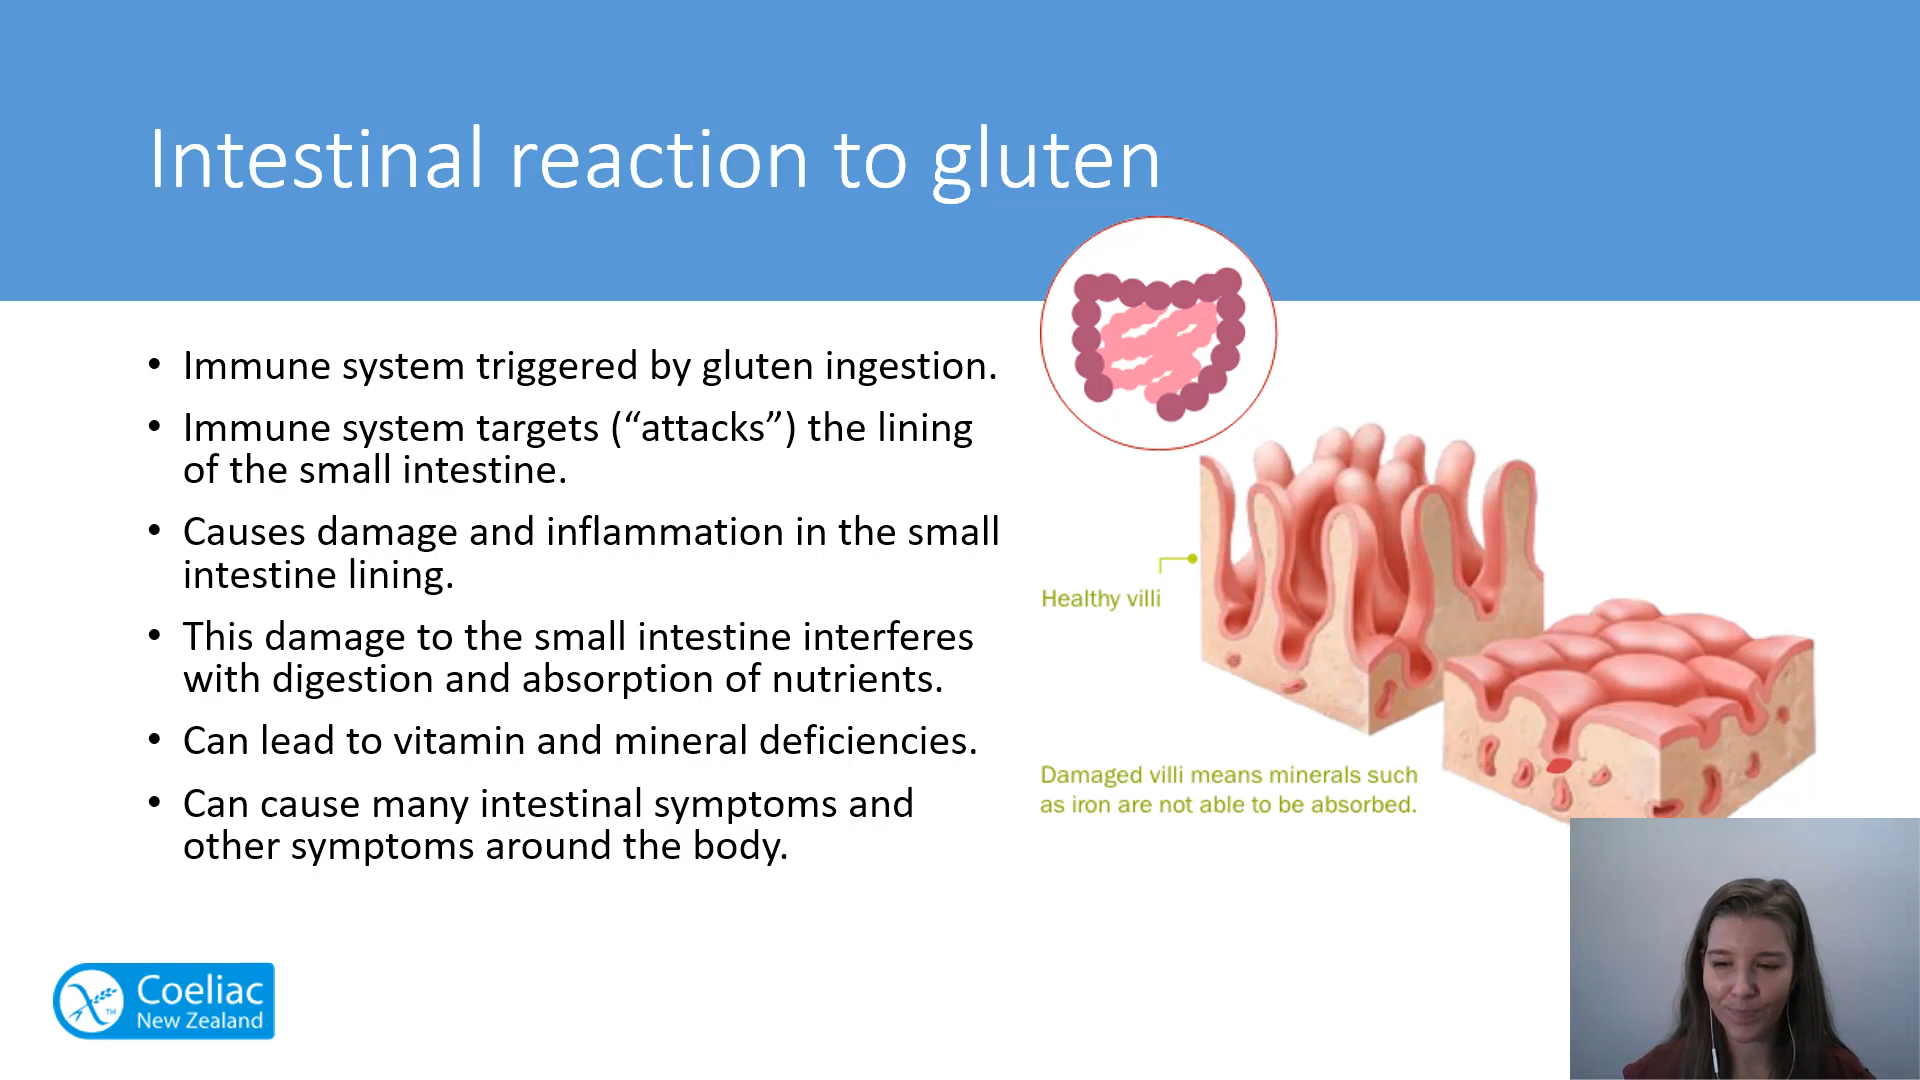 Intestinal reaction to gluten
• Immune system triggered by gluten ingestion.
• Immune system targets (“attacks”) the lining
of the small intestine.
• Causes damage and inflammation in the small
intestine lining.
• This damage to the small intestine interferes
with digestion and absorption of nutrients.
• Can lead to vitamin and mineral deficiencies.
• Can cause many intestinal symptoms and
other symptoms around the body.
Healthy villi
Damaged villi means minerals such
as iron are not able to be absorbed.
Coeliac
New Zealand
TM